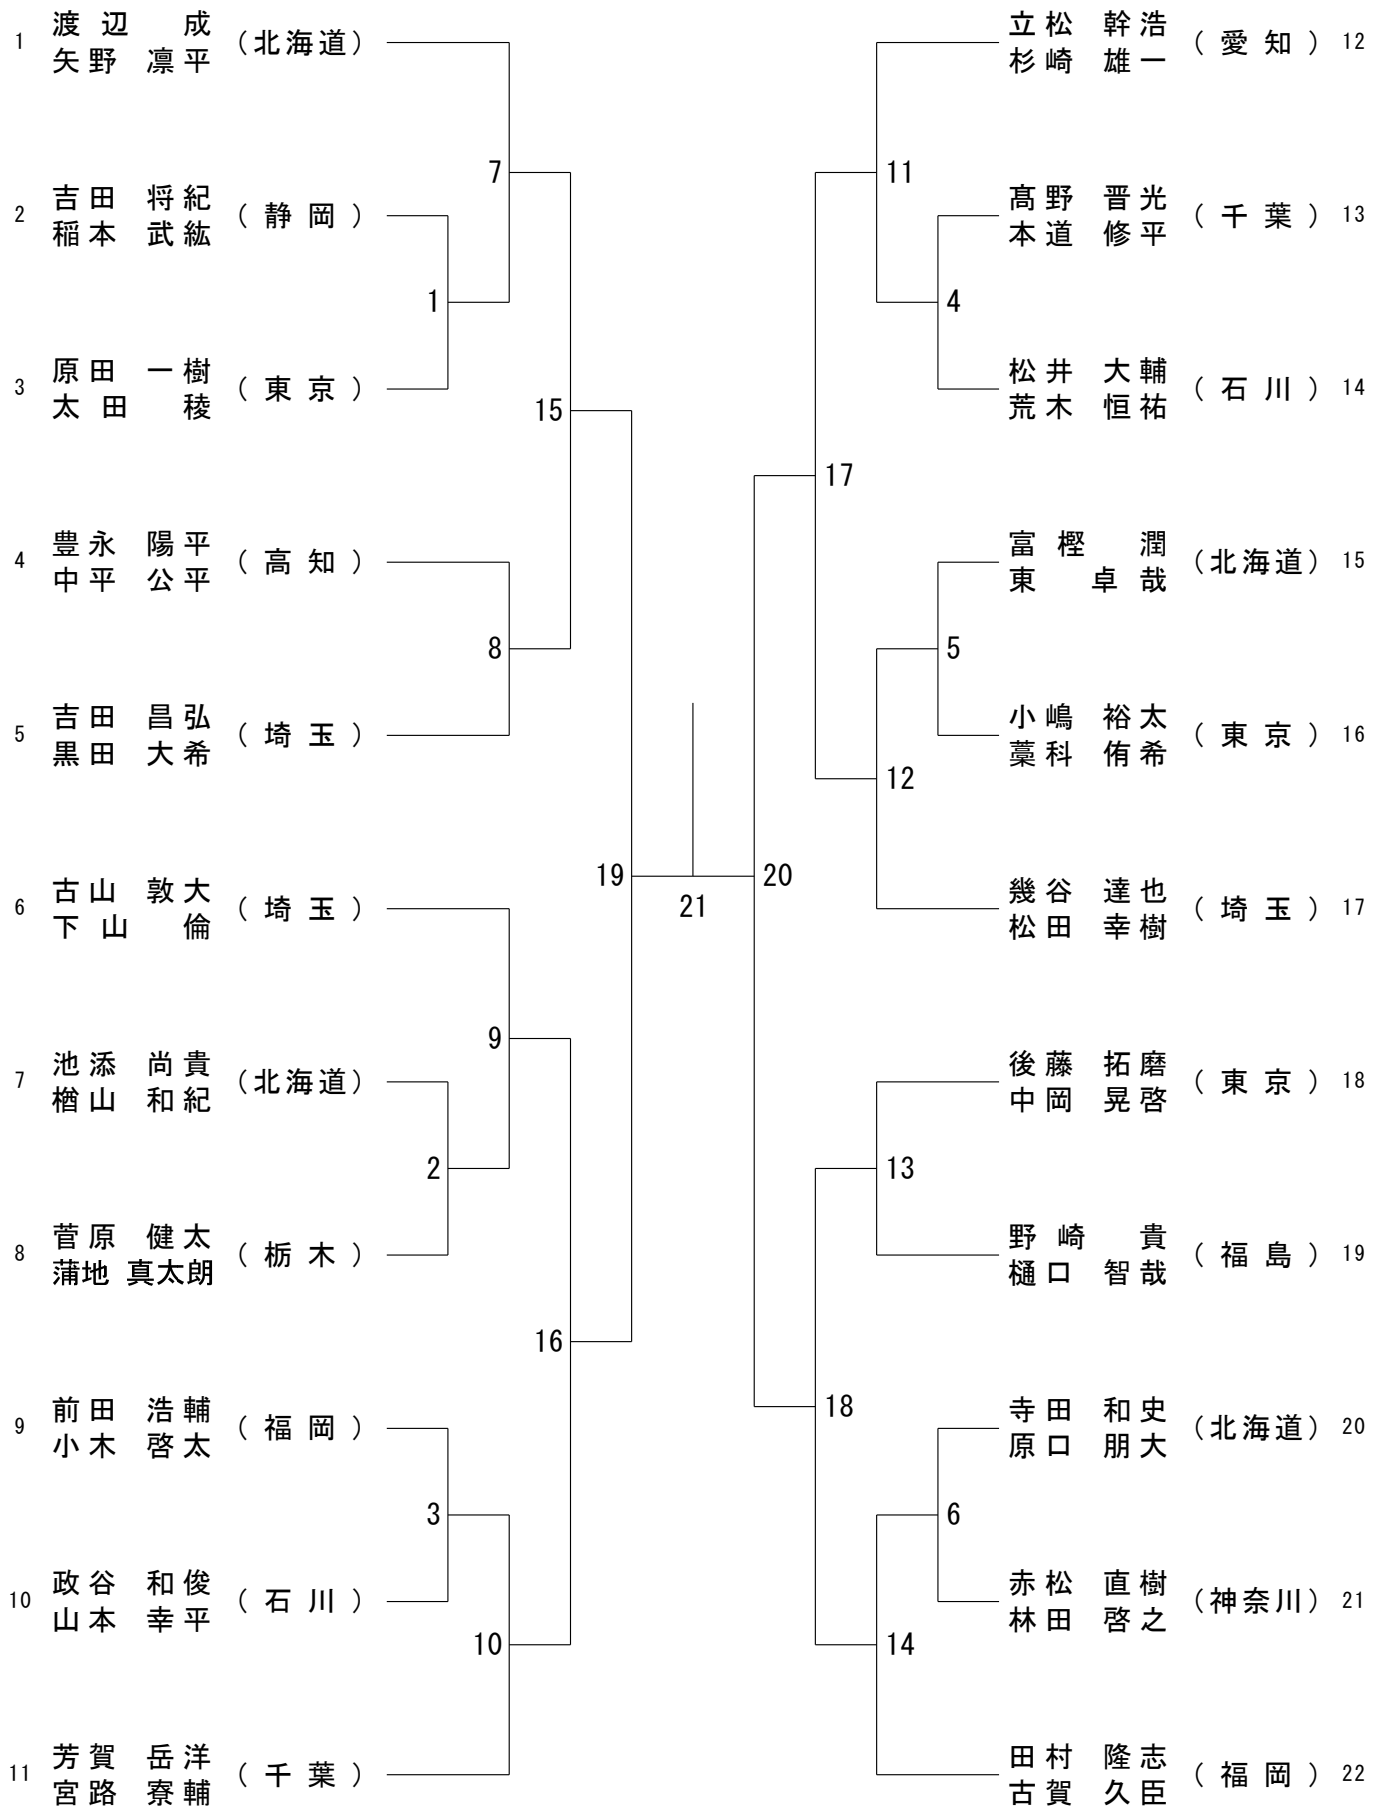 1 渡辺 成 (北海道)
矢野 凛平
2 吉田 将紀 (静岡)
稲本 武紘
3 原田 一樹 (東京)
太田 稜
4 豊永 陽平 (高知)
中平 公平
5 吉田 昌弘 (埼玉)
黒田 大希
6 古山 敦大 (埼玉)
下山 倫
7 池添 尚貴 (北海道)
楢山 和紀
8 菅原 健太 (栃木)
蒲地 真太朗
9 前田 浩輔 (福岡)
小木 啓太
10 政谷 和俊 (石川)
山本 幸平
11 芳賀 岳洋 (千葉)
宮路 寮輔
1
2
3
7
8
9
10
15
16
19
21
20
17
18
11
12
13
14
4
5
6
立松 幹浩 (愛知) 12
杉崎 雄一
髙野 晋光 (千葉) 13
本道 修平
松井 大輔 (石川) 14
荒木 恒祐
富樫 潤 (北海道) 15
東 卓哉
小嶋 裕太 (東京) 16
藁科 侑希
幾谷 達也 (埼玉) 17
松田 幸樹
後藤 拓磨 (東京) 18
中岡 晃啓
野崎 貴 (福島) 19
樋口 智哉
寺田 和史 (北海道) 20
原口 朋大
赤松 直樹 (神奈川) 21
林田 啓之
田村 隆志 (福岡) 22
古賀 久臣